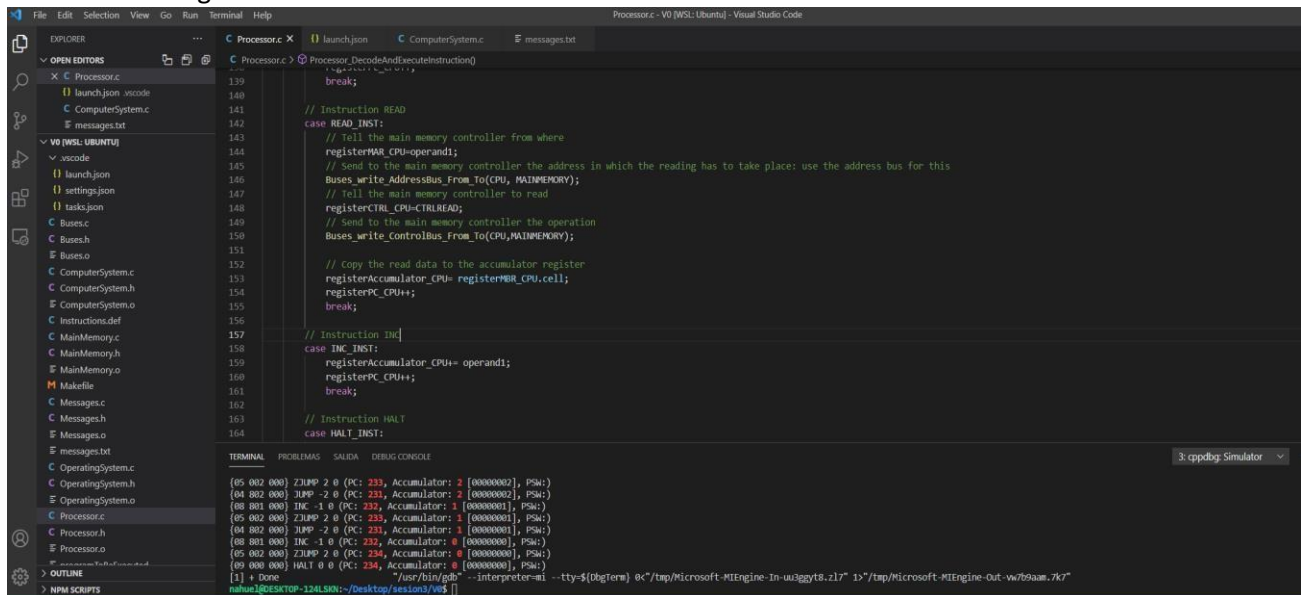 File Edit Selection View Go Run Terminal Help
Processor.c - V0 [WSL: Ubuntu] - Visual Studio Code
EXPLORER
OPEN EDITORS
Processor.c
launch.json .vscode
ComputerSystem.c
messages.txt
V0 [WSL: UBUNTU]
.vscode
launch.json
settings.json
tasks.json
Buses.c
Buses.h
Buses.o
ComputerSystem.c
ComputerSystem.h
ComputerSystem.o
Instructions.def
MainMemory.c
MainMemory.h
MainMemory.o
Makefile
Messages.c
Messages.h
Messages.o
messages.txt
OperatingSystem.c
OperatingSystem.h
OperatingSystem.o
Processor.c
Processor.h
Processor.o
OUTLINE
NPM SCRIPTS
Processor.c launch.json ComputerSystem.c messages.txt
Processor.c > Processor_DecodeAndExecuteInstruction()
139 break;
140
141 // Instruction READ
142 case READ_INST:
143 // Tell the main memory controller from where
144 registerMAR_CPU=operand1;
145 // Send to the main memory controller the address in which the reading has to take place: use the address bus for this
146 Buses_write_AddressBus_From_To(CPU, MAINMEMORY);
147 // Tell the main memory controller to read
148 registerCTRL_CPU=CTRLREAD;
149 // Send to the main memory controller the operation
150 Buses_write_ControlBus_From_To(CPU,MAINMEMORY);
151
152 // Copy the read data to the accumulator register
153 registerAccumulator_CPU= registerMBR_CPU.cell;
154 registerPC_CPU++;
155 break;
156
157 // Instruction INC
158 case INC_INST:
159 registerAccumulator_CPU+= operand1;
160 registerPC_CPU++;
161 break;
162
163 // Instruction HALT
164 case HALT_INST:
TERMINAL PROBLEMAS SALIDA DEBUG CONSOLE
3: cppdbg: Simulator
{05 002 000} ZJUMP 2 0 (PC: 233, Accumulator: 2 [00000002], PSW:)
{04 802 000} JUMP -2 0 (PC: 231, Accumulator: 2 [00000002], PSW:)
{08 801 000} INC -1 0 (PC: 232, Accumulator: 1 [00000001], PSW:)
{05 002 000} ZJUMP 2 0 (PC: 233, Accumulator: 1 [00000001], PSW:)
{04 802 000} JUMP -2 0 (PC: 231, Accumulator: 1 [00000001], PSW:)
{08 801 000} INC -1 0 (PC: 232, Accumulator: 0 [00000000], PSW:)
{05 002 000} ZJUMP 2 0 (PC: 234, Accumulator: 0 [00000000], PSW:)
{09 000 000} HALT 0 0 (PC: 234, Accumulator: 0 [00000000], PSW:)
[1] + Done "/usr/bin/gdb" --interpreter=mi --tty=${DbgTerm} 0<"/tmp/Microsoft-MIEngine-In-uu3ggyt8.zl7" 1>"/tmp/Microsoft-MIEngine-Out-vw7b9aam.7k7"
nahuel@DESKTOP-124LSKN:~/Desktop/sesion3/V0$